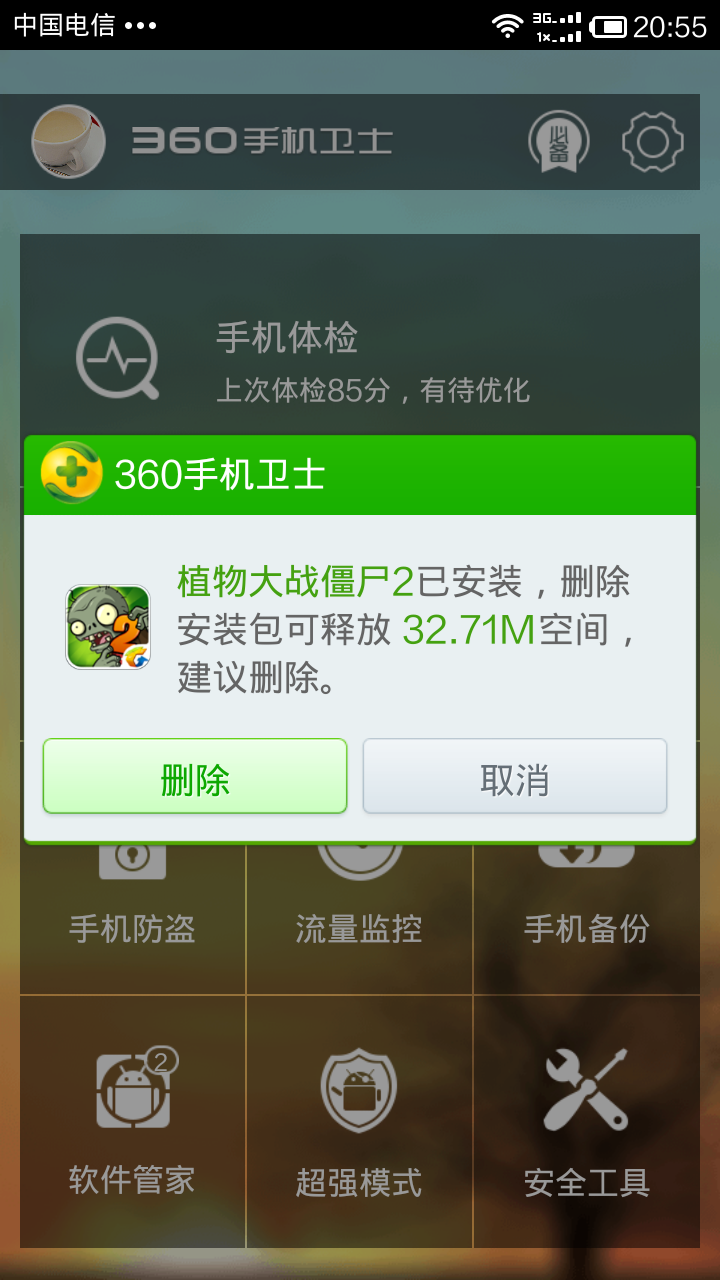 中国电信 •••
3G
1×
20:55
360手机卫士
必备
手机体检
上次体检85分，有待优化
360手机卫士
植物大战僵尸2已安装，删除
安装包可释放 32.71M空间，
建议删除。
2
删除
取消
手机防盗
流量监控
手机备份
2
软件管家
超强模式
安全工具